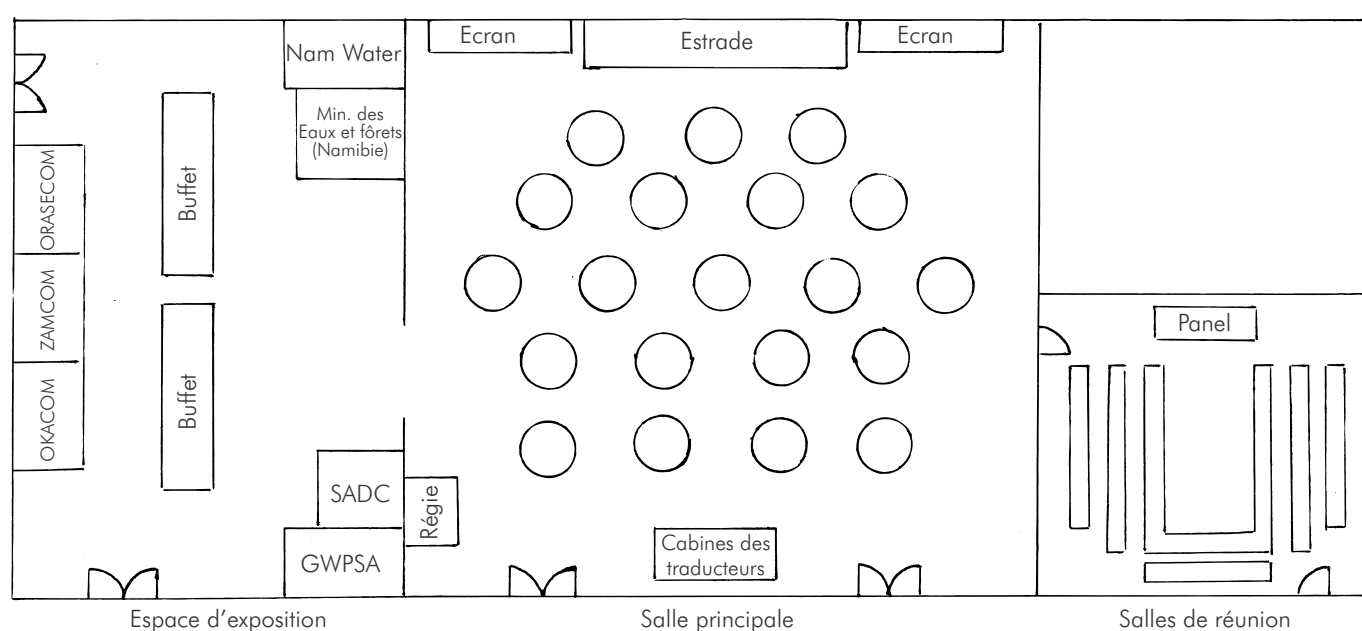 Nam Water
Min. des
Eaux et fôrets
(Namibie)
ORASECOM
ZAMCOM
OKACOM
Buffet
Buffet
SADC
GWPSA
Ecran
Estrade
Ecran
Régie
Cabines des
traducteurs
Panel
Espace d'exposition
Salle principale
Salles de réunion